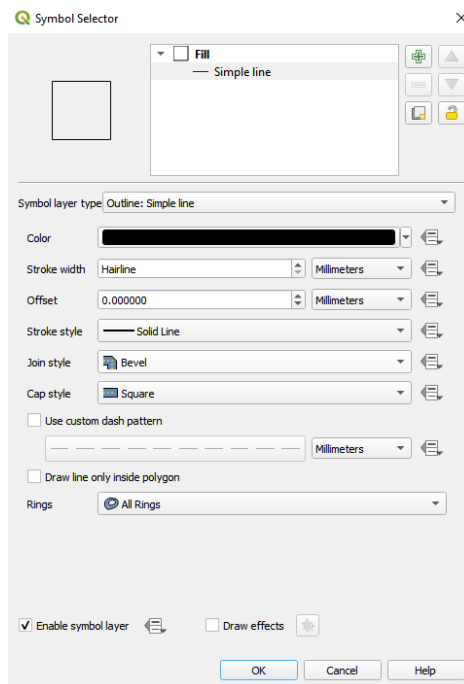 Symbol Selector
Fill
Simple line
Symbol layer type Outline: Simple line
Color
Stroke width Hairline Millimeters
Offset 0.000000 Millimeters
Stroke style Solid Line
Join style Bevel
Cap style Square
Use custom dash pattern
Millimeters
Draw line only inside polygon
Rings All Rings
Enable symbol layer Draw effects
OK Cancel Help